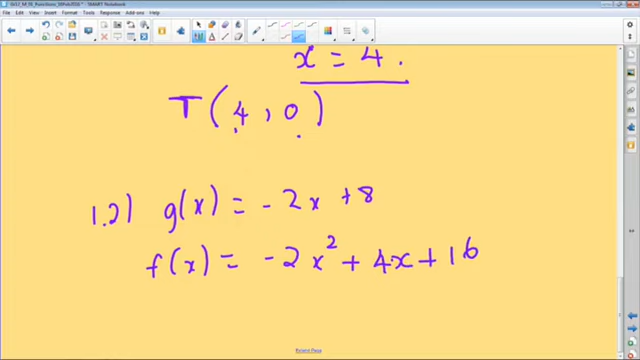 x = 4 .
T ( 4 , 0 )
1.2) g(x) = -2x + 8
f(x) = -2x² + 4x + 16